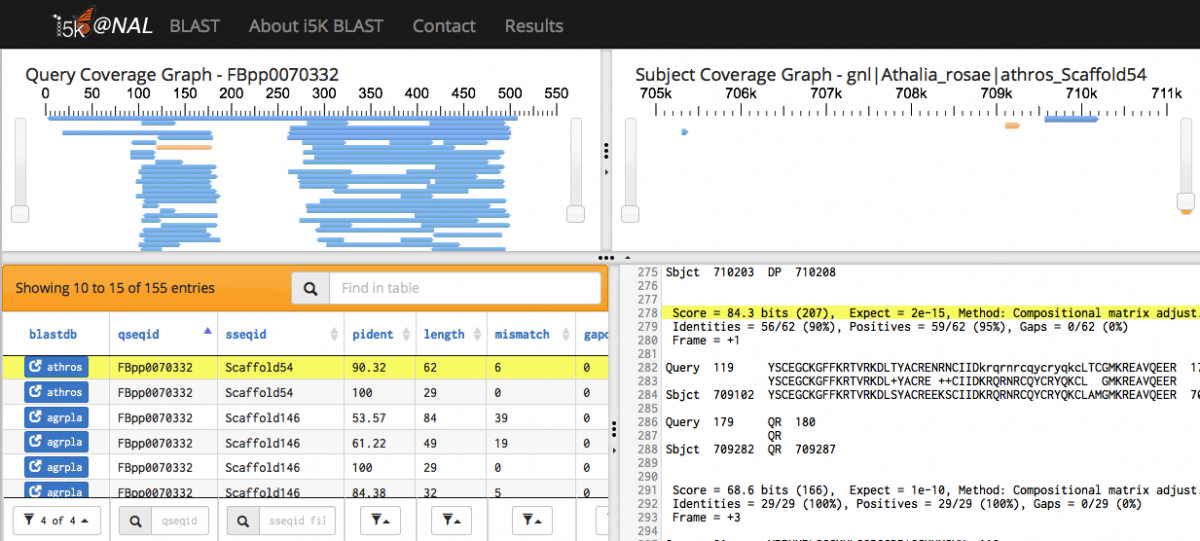 i5k @NAL BLAST About i5K BLAST Contact Results
Query Coverage Graph - FBpp0070332
0 50 100 150 200 250 300 350 400 450 500 550
Subject Coverage Graph - gnl|Athalia_rosae|athros_Scaffold54
705k 706k 707k 708k 709k 710k 711k
Showing 10 to 15 of 155 entries
Find in table
blastdb qseqid sseqid pident length mismatch gapo
athros FBpp0070332 Scaffold54 90.32 62 6 0
athros FBpp0070332 Scaffold54 100 29 0 0
agrpla FBpp0070332 Scaffold146 53.57 84 39 0
agrpla FBpp0070332 Scaffold146 61.22 49 19 0
agrpla FBpp0070332 Scaffold146 100 29 0 0
agrpla FBpp0070332 Scaffold146 84.38 32 5 0
4 of 4 qseqid sseqid fil
275 Sbjct 710203 DP 710208
276
277
278 Score = 84.3 bits (207), Expect = 2e-15, Method: Compositional matrix adjust.
279 Identities = 56/62 (90%), Positives = 59/62 (95%), Gaps = 0/62 (0%)
280 Frame = +1
281
282 Query 119 YSCEGCKGFFKRTVRKDLTYACRENRNCIIDkrqrnrcqycryqkcLTCGMKREAVQEER 17
283 YSCEGCKGFFKRTVRKDL+YACRE ++CIIDKRQRNRCQYCRYQKCL GMKREAVQEER
284 Sbjct 709102 YSCEGCKGFFKRTVRKDLSYACREEKSCIIDKRQRNRCQYCRYQKCLAMGMKREAVQEER 70
285
286 Query 179 QR 180
287 QR
288 Sbjct 709282 QR 709287
289
290
291 Score = 68.6 bits (166), Expect = 1e-10, Method: Compositional matrix adjust.
292 Identities = 29/29 (100%), Positives = 29/29 (100%), Gaps = 0/29 (0%)
293 Frame = +3
294